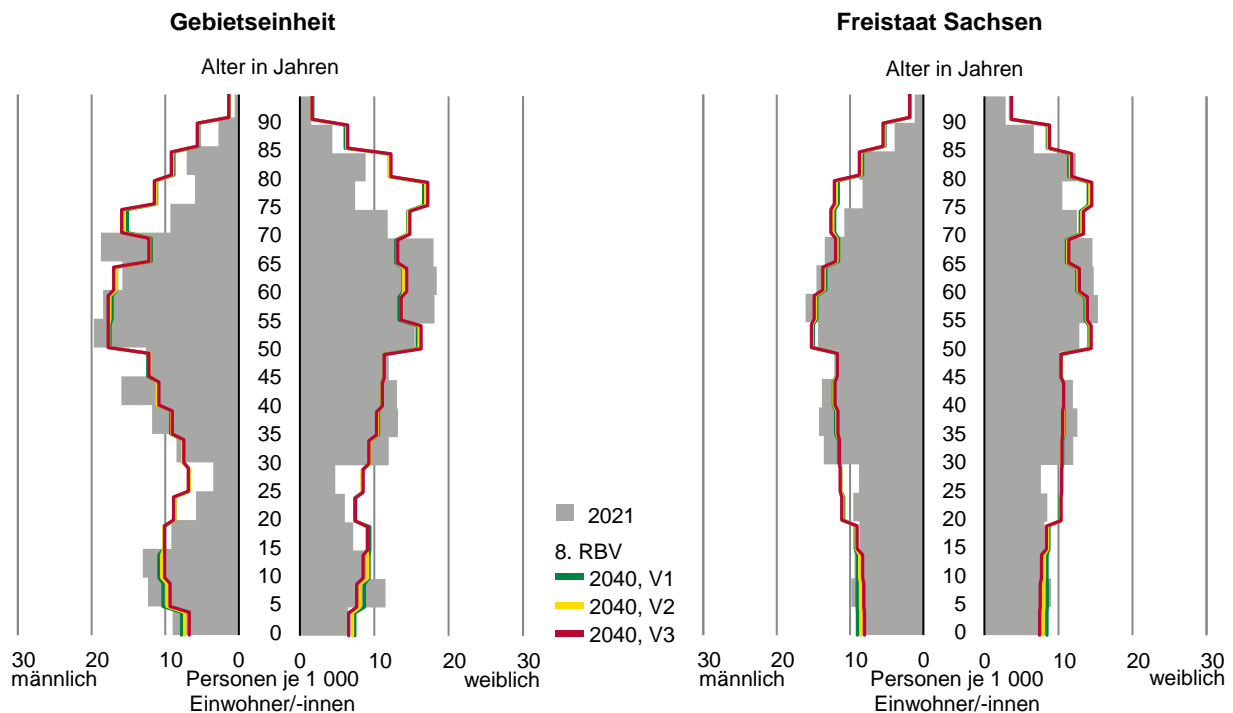 Gebietseinheit
Freistaat Sachsen
Alter in Jahren
Alter in Jahren
90
85
80
75
70
65
60
55
50
45
40
35
30
25
20
15
10
5
0
90
85
80
75
70
65
60
55
50
45
40
35
30
25
20
15
10
5
0
2021
8. RBV
2040, V1
2040, V2
2040, V3
30 20 10 0 0 10 20 30
männlich Personen je 1 000 weiblich
Einwohner/-innen
30 20 10 0 0 10 20 30
männlich Personen je 1 000 weiblich
Einwohner/-innen